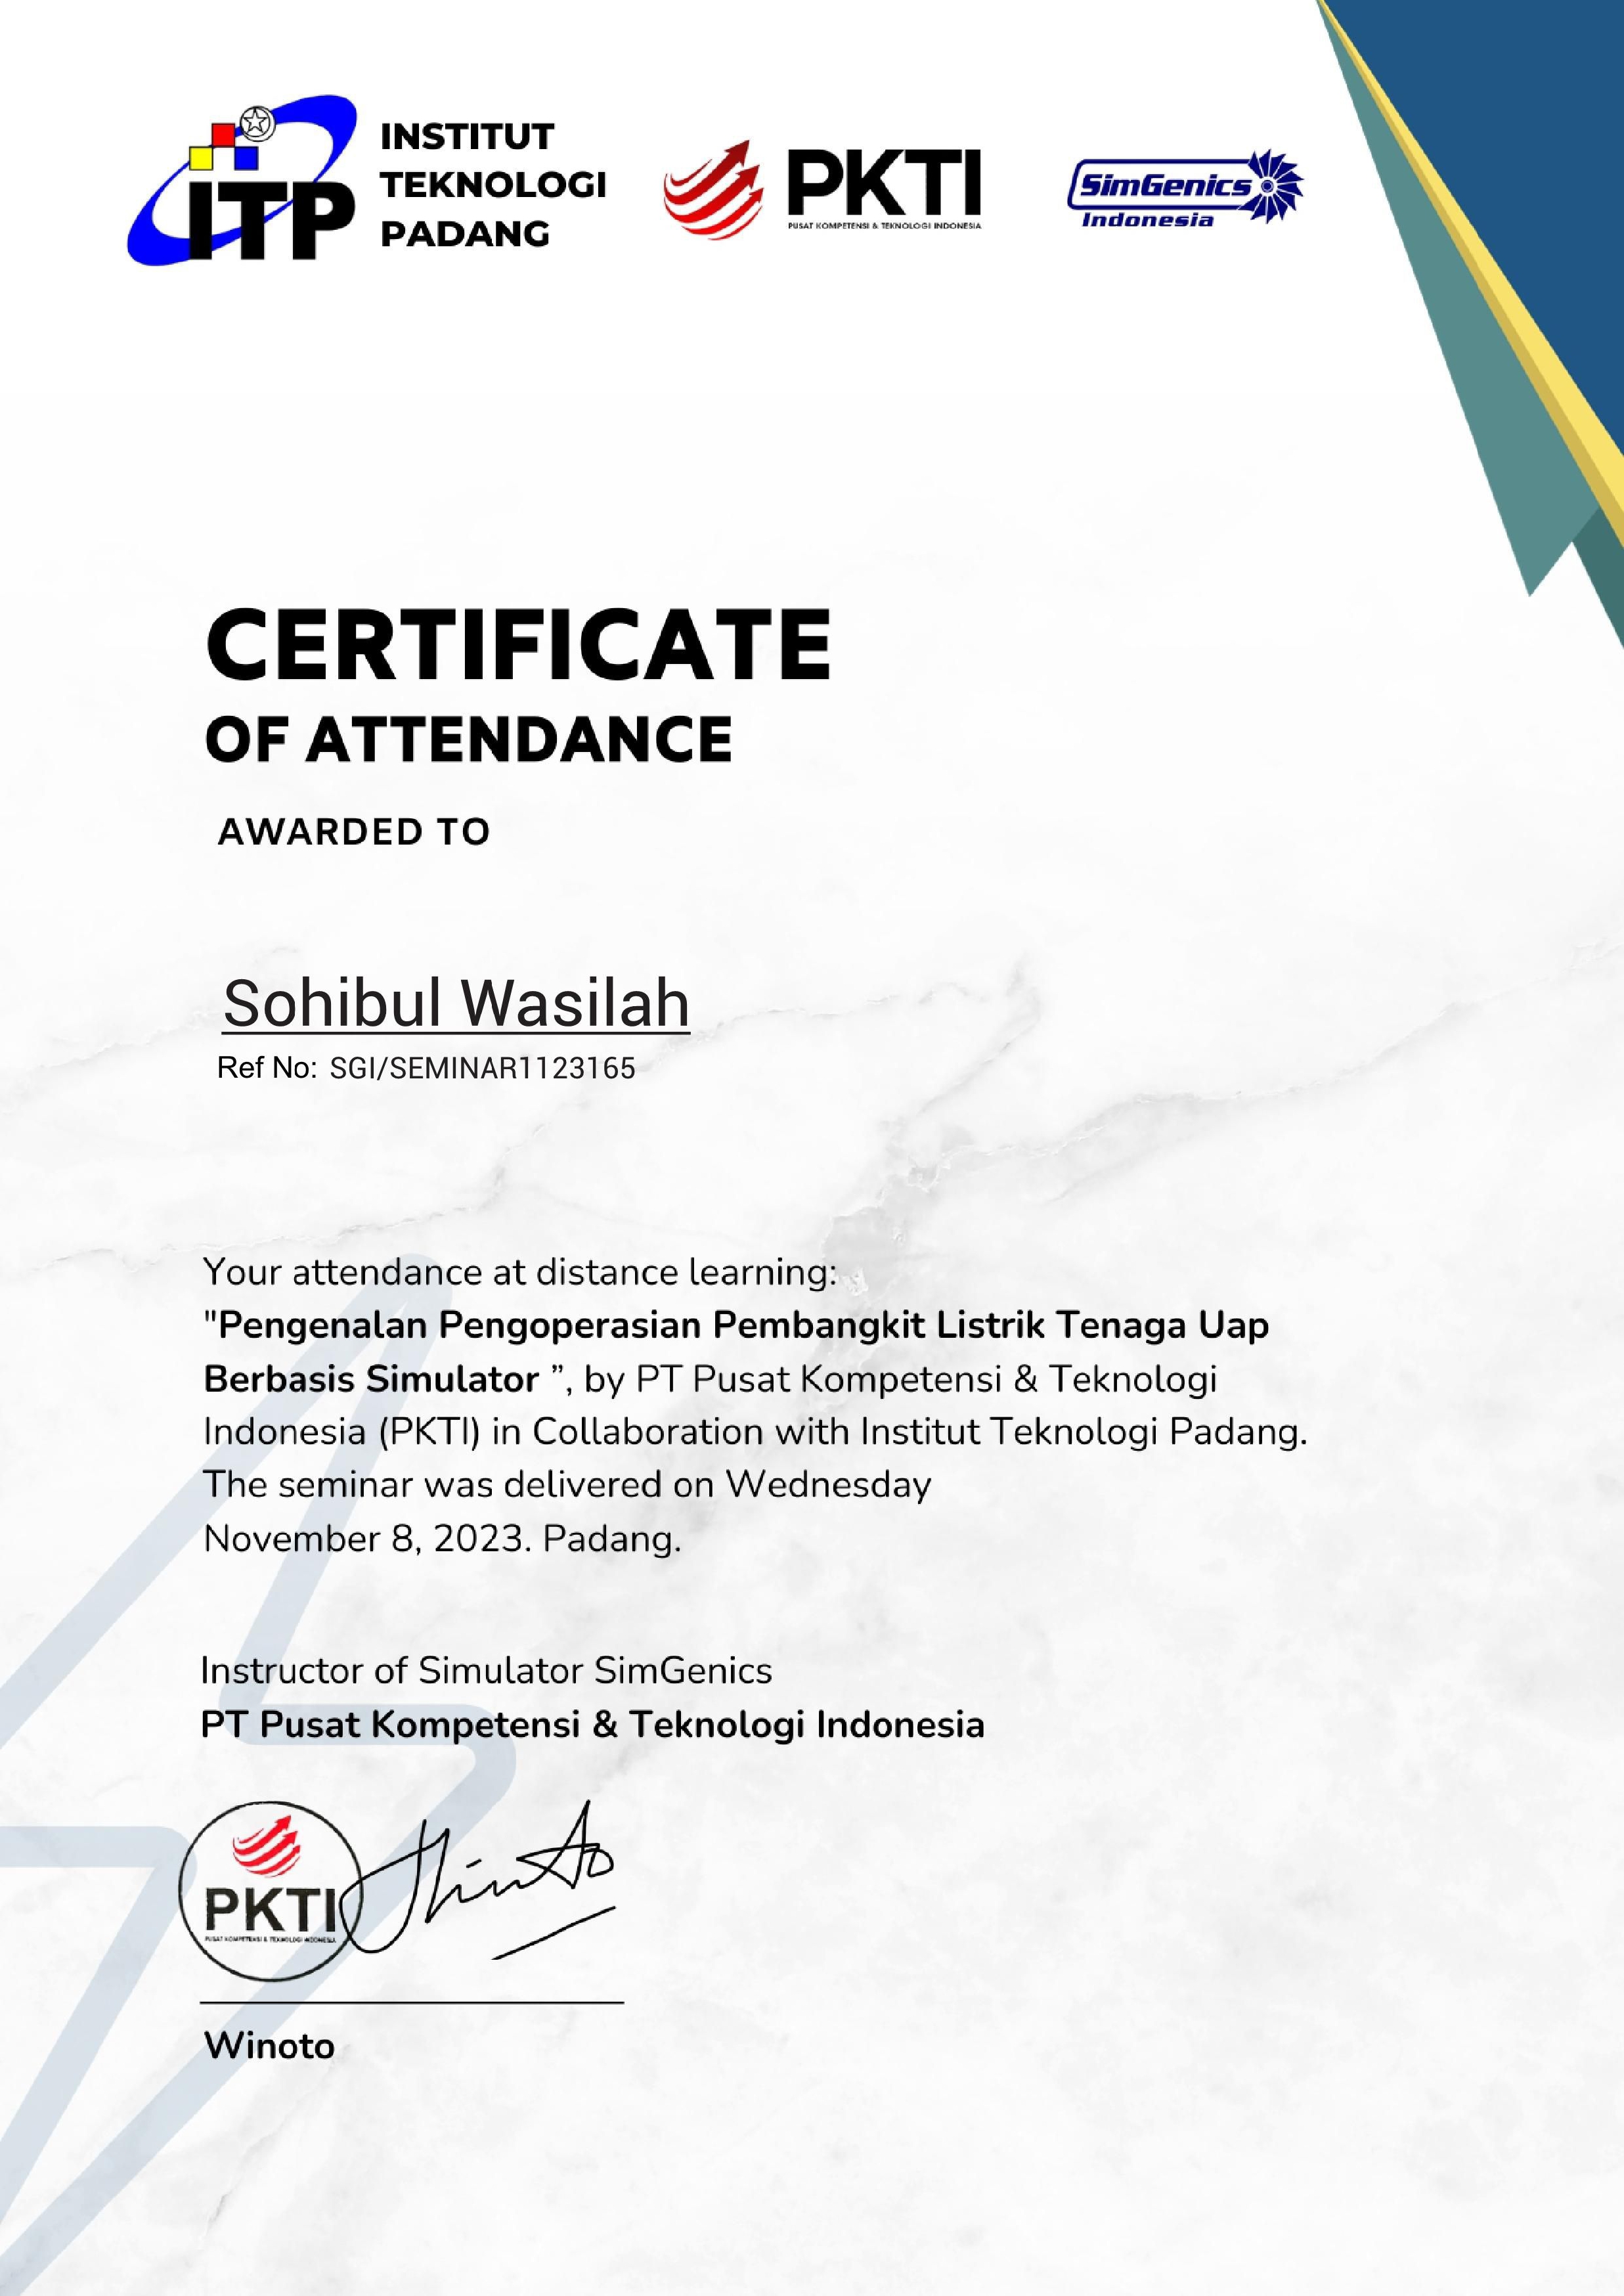 ITP
INSTITUT
TEKNOLOGI
PADANG
PKTI
PUSAT KOMPETENSI & TEKNOLOGI INDONESIA
SimGenics
Indonesia
CERTIFICATE
OF ATTENDANCE
AWARDED TO
Sohibul Wasilah
Ref No: SGI/SEMINAR1123165
Your attendance at distance learning:
"Pengenalan Pengoperasian Pembangkit Listrik Tenaga Uap
Berbasis Simulator ”, by PT Pusat Kompetensi & Teknologi
Indonesia (PKTI) in Collaboration with Institut Teknologi Padang.
The seminar was delivered on Wednesday
November 8, 2023. Padang.
Instructor of Simulator SimGenics
PT Pusat Kompetensi & Teknologi Indonesia
PKTI
PUSAT KOMPETENSI & TEKNOLOGI INDONESIA
Winoto